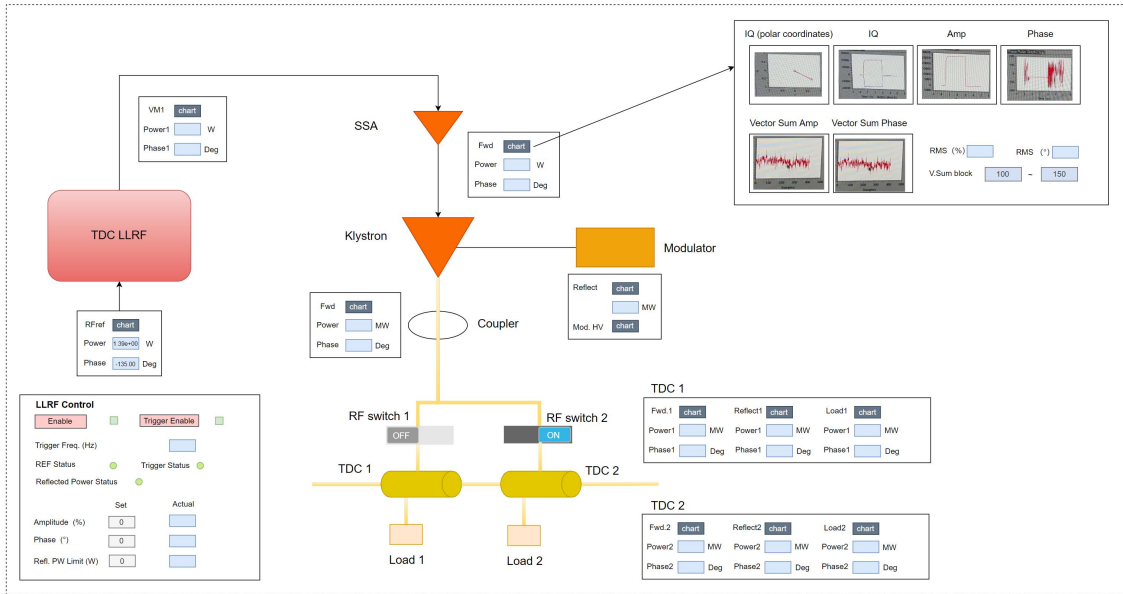 IQ (polar coordinates) IQ Amp Phase
VM1 chart
Power1 W
Phase1 Deg
SSA
Fwd chart
Power W
Phase Deg
Vector Sum Amp Vector Sum Phase
RMS (%) RMS (°)
V.Sum block 100 ~ 150
TDC LLRF
Klystron
Modulator
Reflect chart
MW
Mod. HV chart
Fwd chart
Power MW
Phase Deg
Coupler
RFref chart
Power 1.39e+00 W
Phase -135.00 Deg
LLRF Control
Enable Trigger Enable
Trigger Freq. (Hz)
REF Status Trigger Status
Reflected Power Status
Set Actual
Amplitude (%) 0
Phase (°) 0
Refl. PW Limit (W) 0
RF switch 1 RF switch 2
OFF ON
TDC 1 TDC 2
Load 1 Load 2
TDC 1
Fwd.1 chart Reflect1 chart Load1 chart
Power1 MW Power1 MW Power1 MW
Phase1 Deg Phase1 Deg Phase1 Deg
TDC 2
Fwd.2 chart Reflect2 chart Load2 chart
Power2 MW Power2 MW Power2 MW
Phase2 Deg Phase2 Deg Phase2 Deg